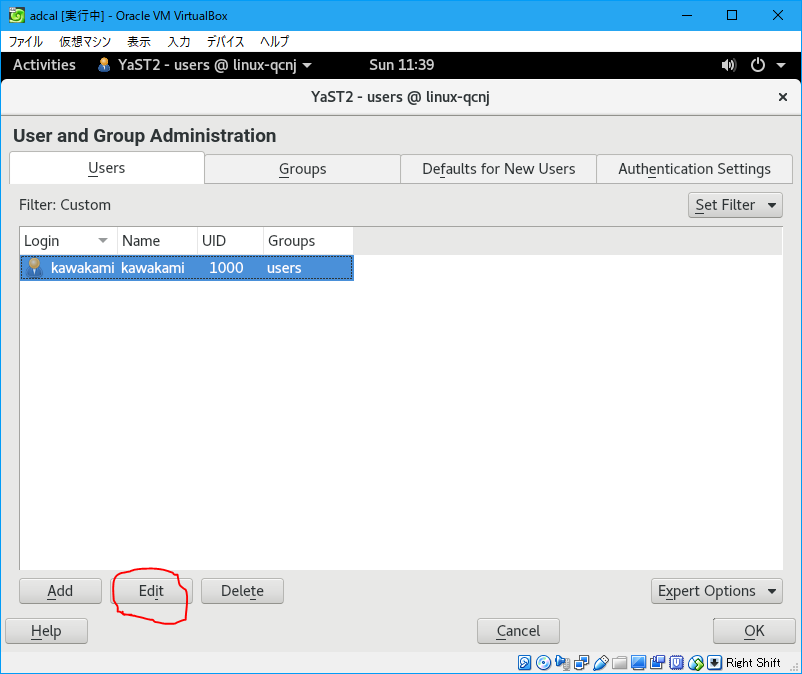 adcal [実行中] - Oracle VM VirtualBox
ファイル 仮想マシン 表示 入力 デバイス ヘルプ
Activities YaST2 - users @ linux-qcnj Sun 11:39
YaST2 - users @ linux-qcnj
User and Group Administration
Users Groups Defaults for New Users Authentication Settings
Filter: Custom Set Filter
Login Name UID Groups
kawakami kawakami 1000 users
Add Edit Delete Expert Options
Help Cancel OK
Right Shift